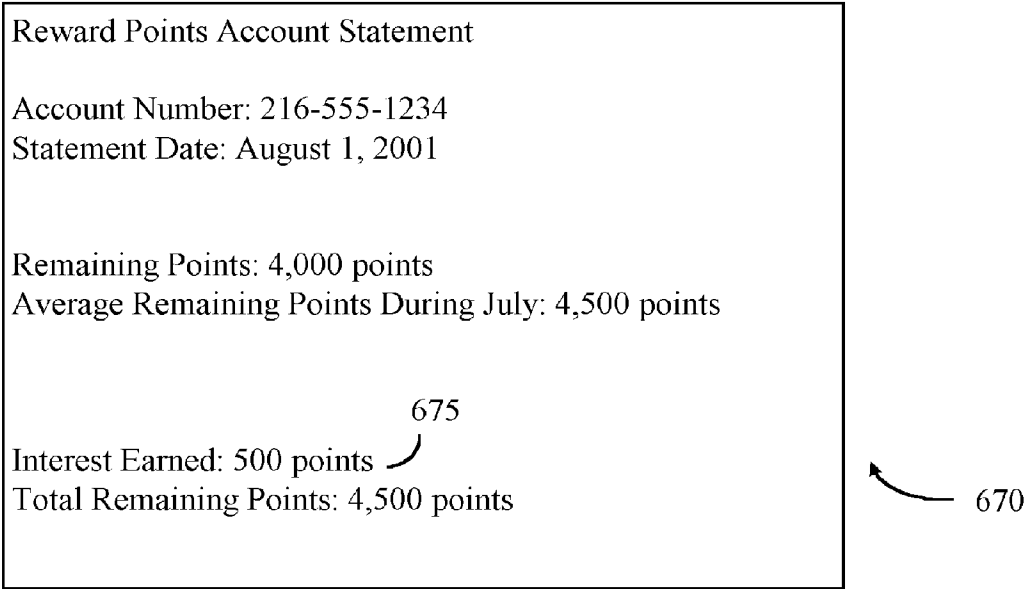 Reward Points Account Statement
Account Number: 216-555-1234
Statement Date: August 1, 2001
Remaining Points: 4,000 points
Average Remaining Points During July: 4,500 points
675
Interest Earned: 500 points
Total Remaining Points: 4,500 points
670